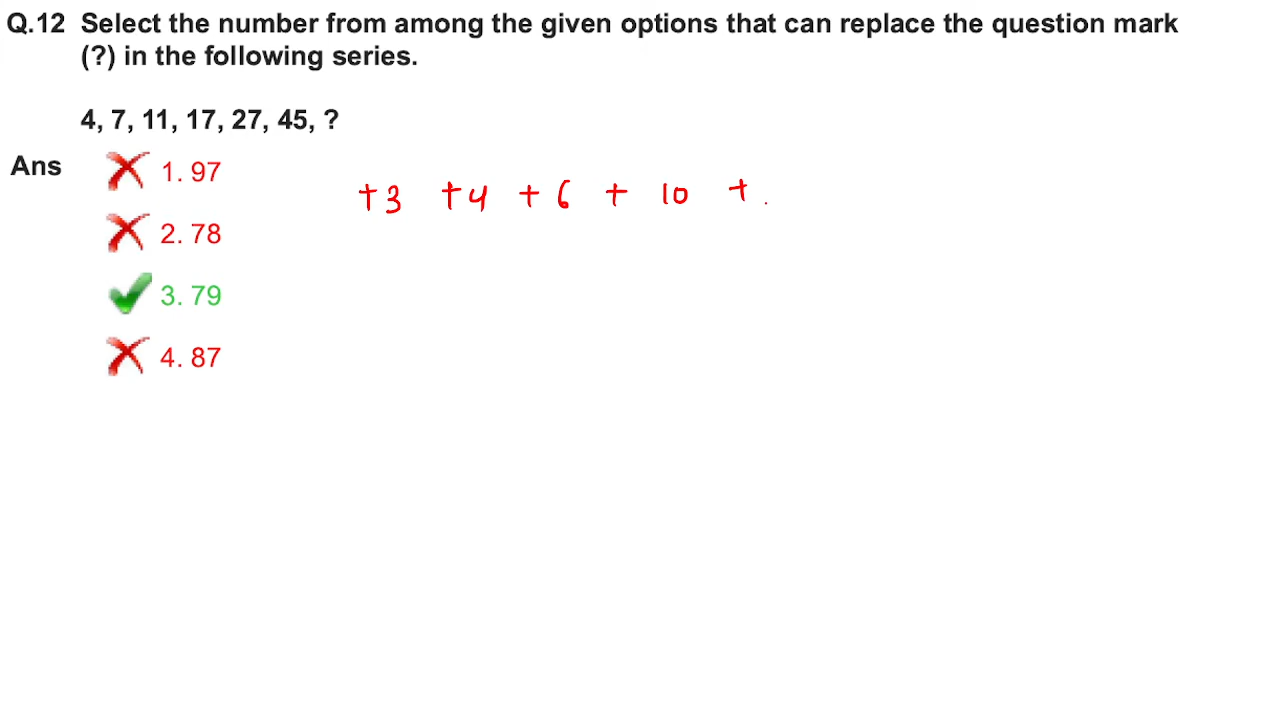 Q.12 Select the number from among the given options that can replace the question mark
(?) in the following series.
4, 7, 11, 17, 27, 45, ?
Ans
1. 97
+3 +4 +6 + 10 +
2. 78
3. 79
4. 87